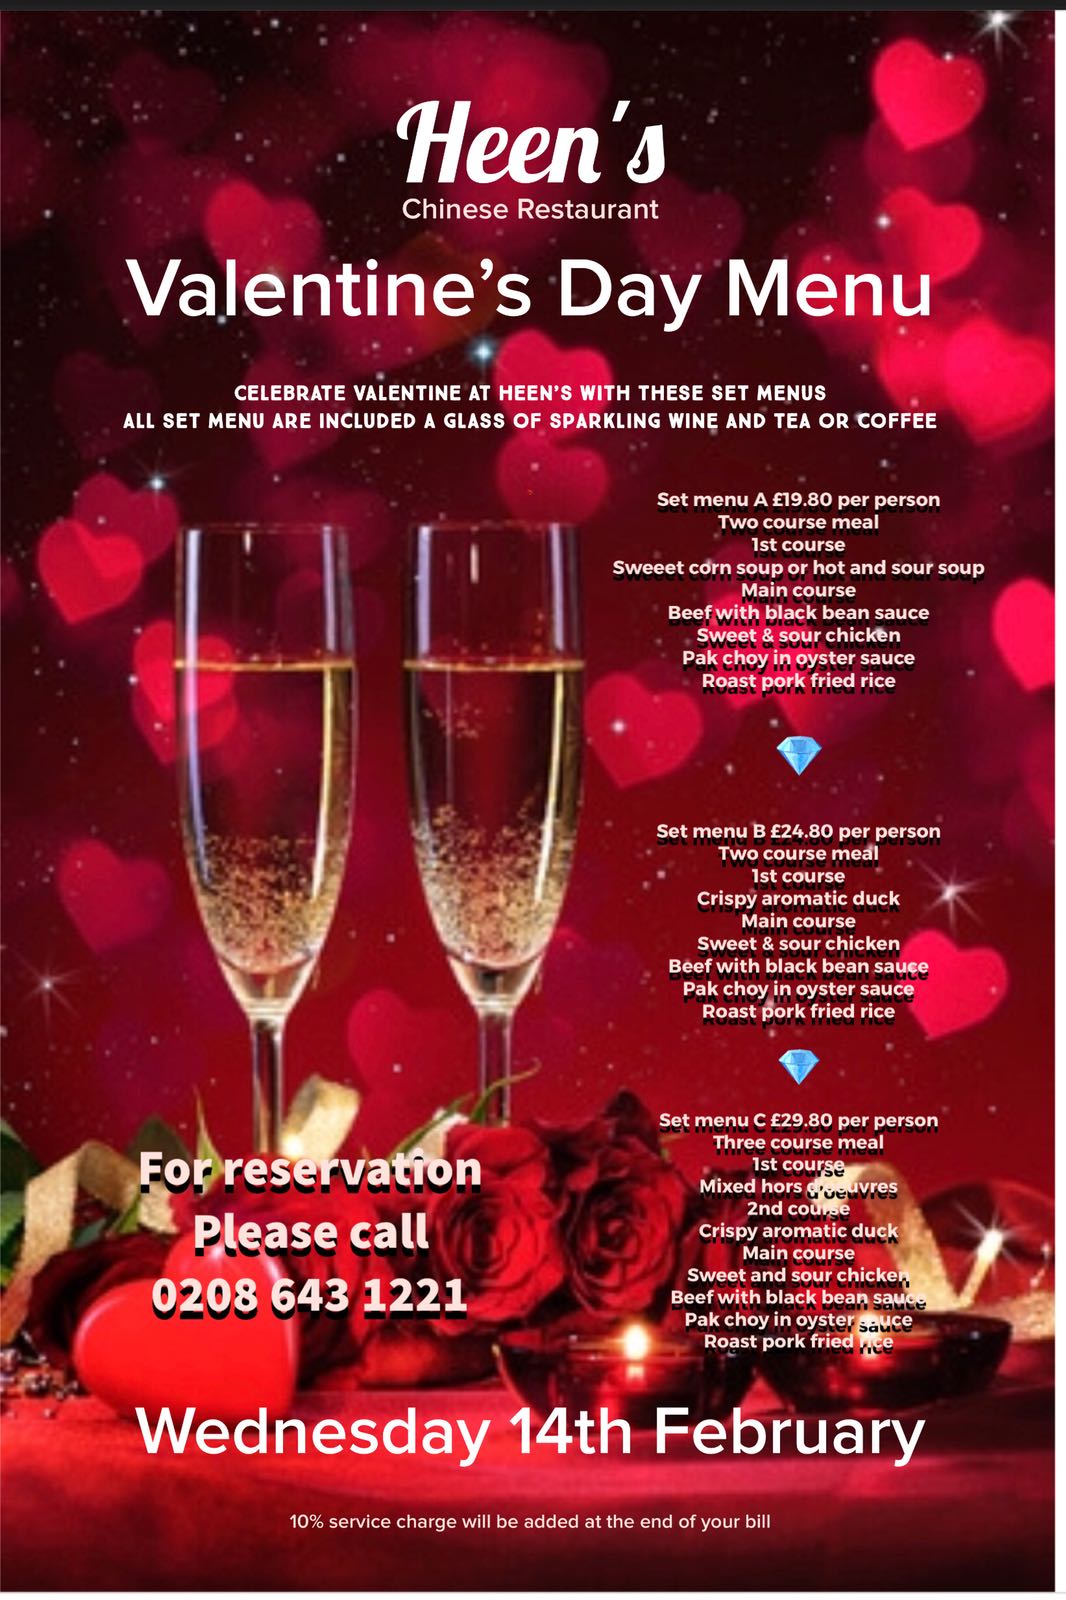 Heen's
Chinese Restaurant
Valentine's Day Menu
CELEBRATE VALENTINE AT HEEN'S WITH THESE SET MENUS
ALL SET MENU ARE INCLUDED A GLASS OF SPARKLING WINE AND TEA OR COFFEE
Set menu A £19.80 per person
Two course meal
1st course
Sweeet corn soup or hot and sour soup
Main course
Beef with black bean sauce
Sweet & sour chicken
Pak choy in oyster sauce
Roast pork fried rice
Set menu B £24.80 per person
Two course meal
1st course
Crispy aromatic duck
Main course
Sweet & sour chicken
Beef with black bean sauce
Pak choy in oyster sauce
Roast pork fried rice
Set menu C £29.80 per person
Three course meal
1st course
Mixed hors d'oeuvres
2nd course
Crispy aromatic duck
Main course
Sweet and sour chicken
Beef with black bean sauce
Pak choy in oyster sauce
Roast pork fried rice
For reservation
Please call
0208 643 1221
Wednesday 14th February
10% service charge will be added at the end of your bill